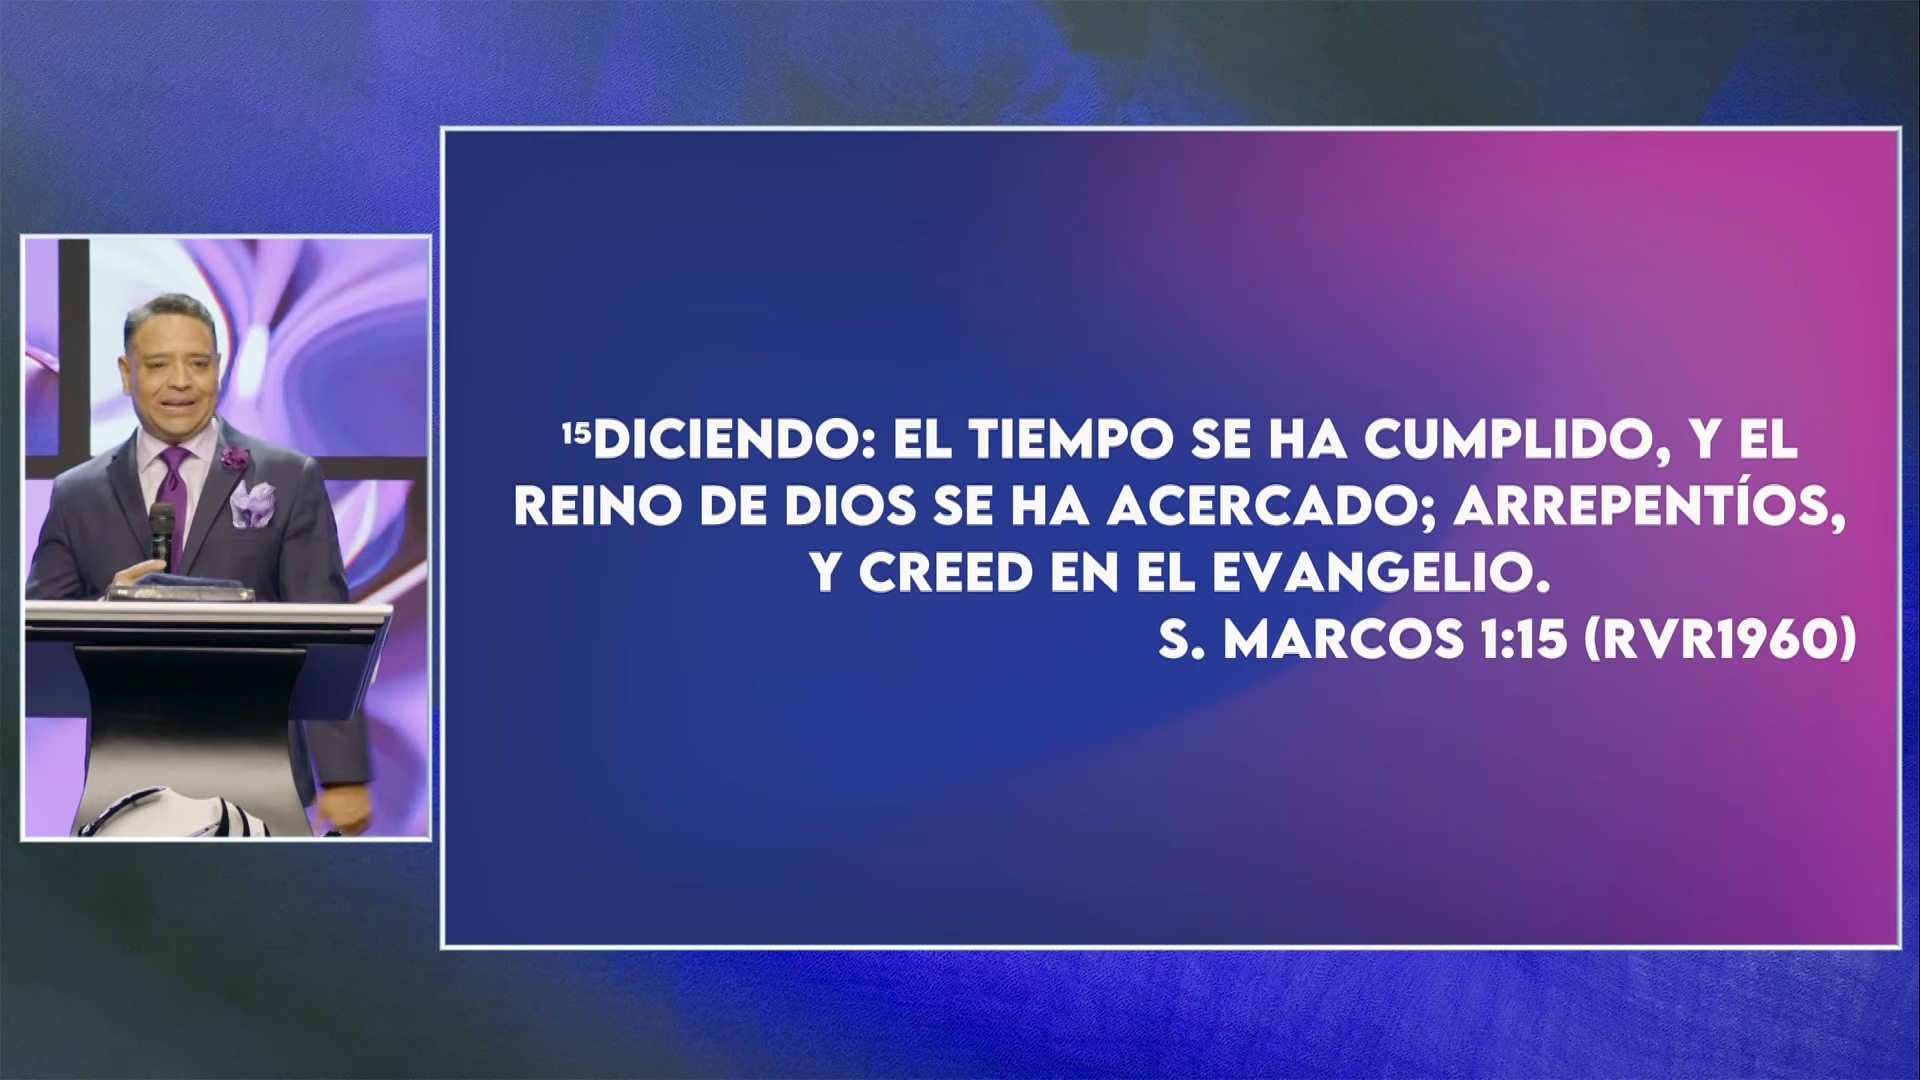 ¹⁵DICIENDO: EL TIEMPO SE HA CUMPLIDO, Y EL
REINO DE DIOS SE HA ACERCADO; ARREPENTÍOS,
Y CREED EN EL EVANGELIO.
S. MARCOS 1:15 (RVR1960)